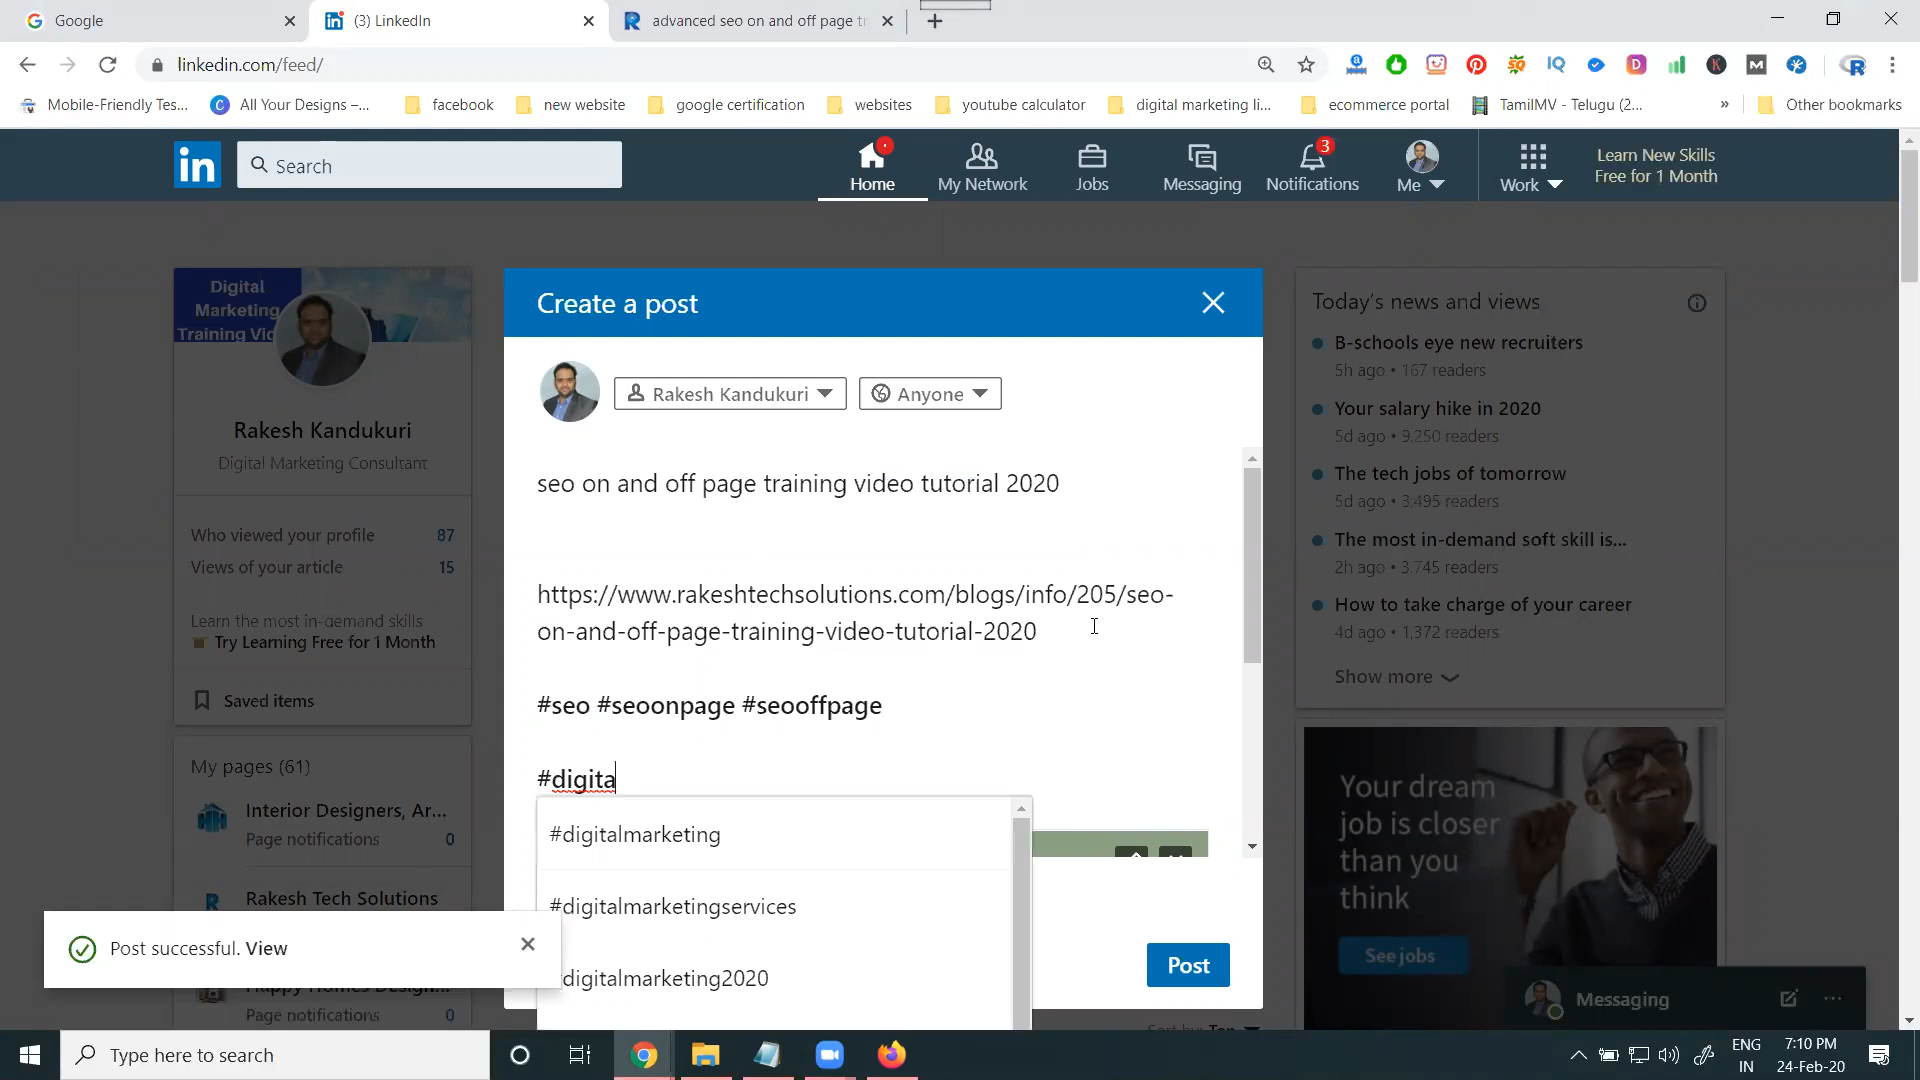 Google
(3) LinkedIn
advanced seo on and off page tr
linkedin.com/feed/
Mobile-Friendly Tes...
All Your Designs –...
facebook
new website
google certification
websites
youtube calculator
digital marketing li...
ecommerce portal
TamilMV - Telugu (2...
»
Other bookmarks
in
Search
Home
My Network
Jobs
Messaging
3
Notifications
Me
Work
Learn New Skills
Free for 1 Month
Digital
Marketing
Training Vid
Rakesh Kandukuri
Digital Marketing Consultant
Who viewed your profile 87
Views of your article 15
Learn the most in-demand skills
Try Learning Free for 1 Month
Saved items
My pages (61)
Interior Designers, Ar...
Page notifications 0
Rakesh Tech Solutions
Happy Homes Design...
Page notifications 0
Post successful. View
Create a post
Rakesh Kandukuri
Anyone
seo on and off page training video tutorial 2020
https://www.rakeshtechsolutions.com/blogs/info/205/seo-
on-and-off-page-training-video-tutorial-2020
#seo #seoonpage #seooffpage
#digita
#digitalmarketing
#digitalmarketingservices
digitalmarketing2020
Post
Sort by: Top
Today's news and views
B-schools eye new recruiters
5h ago • 167 readers
Your salary hike in 2020
5d ago • 9,250 readers
The tech jobs of tomorrow
5d ago • 3,495 readers
The most in-demand soft skill is...
2h ago • 3,745 readers
How to take charge of your career
4d ago • 1,372 readers
Show more
Your dream
job is closer
than you
think
See jobs
Messaging
Type here to search
ENG
IN
7:10 PM
24-Feb-20